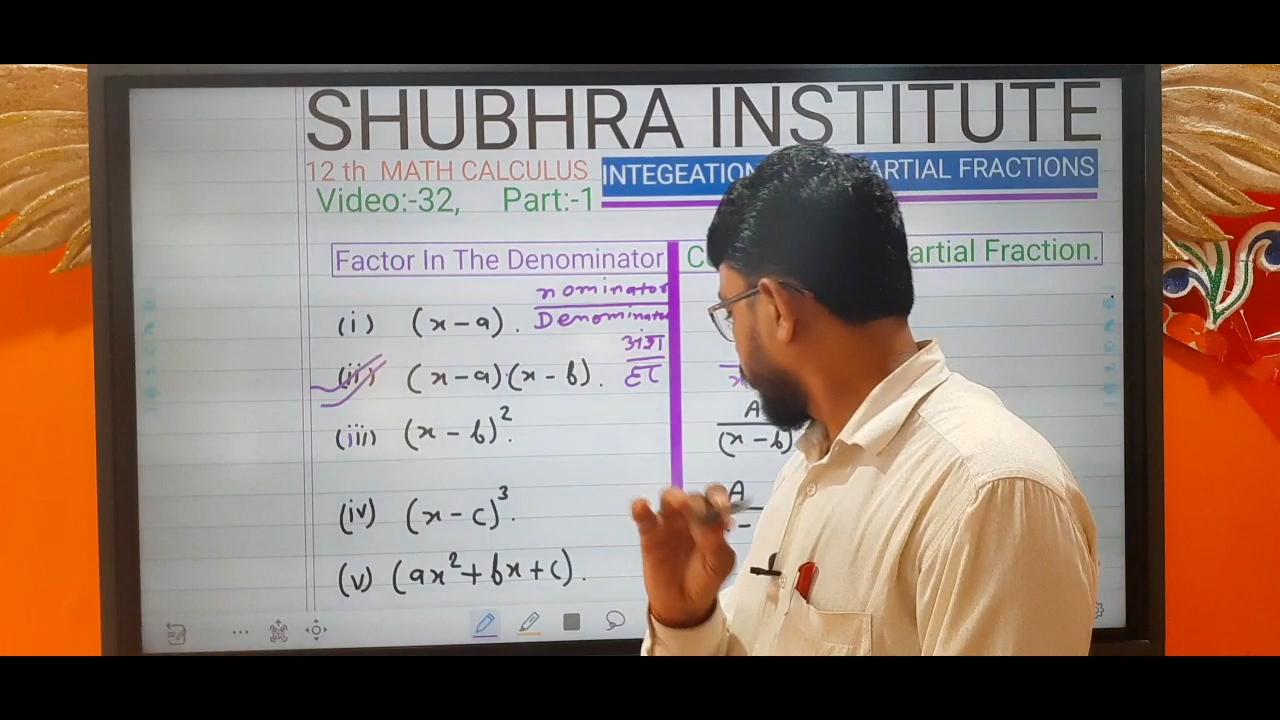 SHUBHRA INSTITUTE
12 th MATH CALCULUS INTEGEATION ARTIAL FRACTIONS
Video:-32, Part:-1
Factor In The Denominator artial Fraction.
nominator
(i) (x-a). Denominator
अंश
(ii) (x-a)(x-b). हर
(iii) (x-b)². A
(x-b)
(iv) (x-c)³. A
(v) (ax²+bx+c).